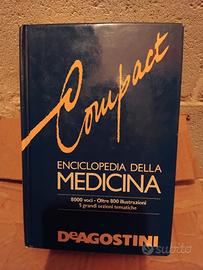 Compact
ENCICLOPEDIA DELLA
MEDICINA
8000 voci - Oltre 800 illustrazioni
5 grandi sezioni tematiche
DEAGOSTINI
subito